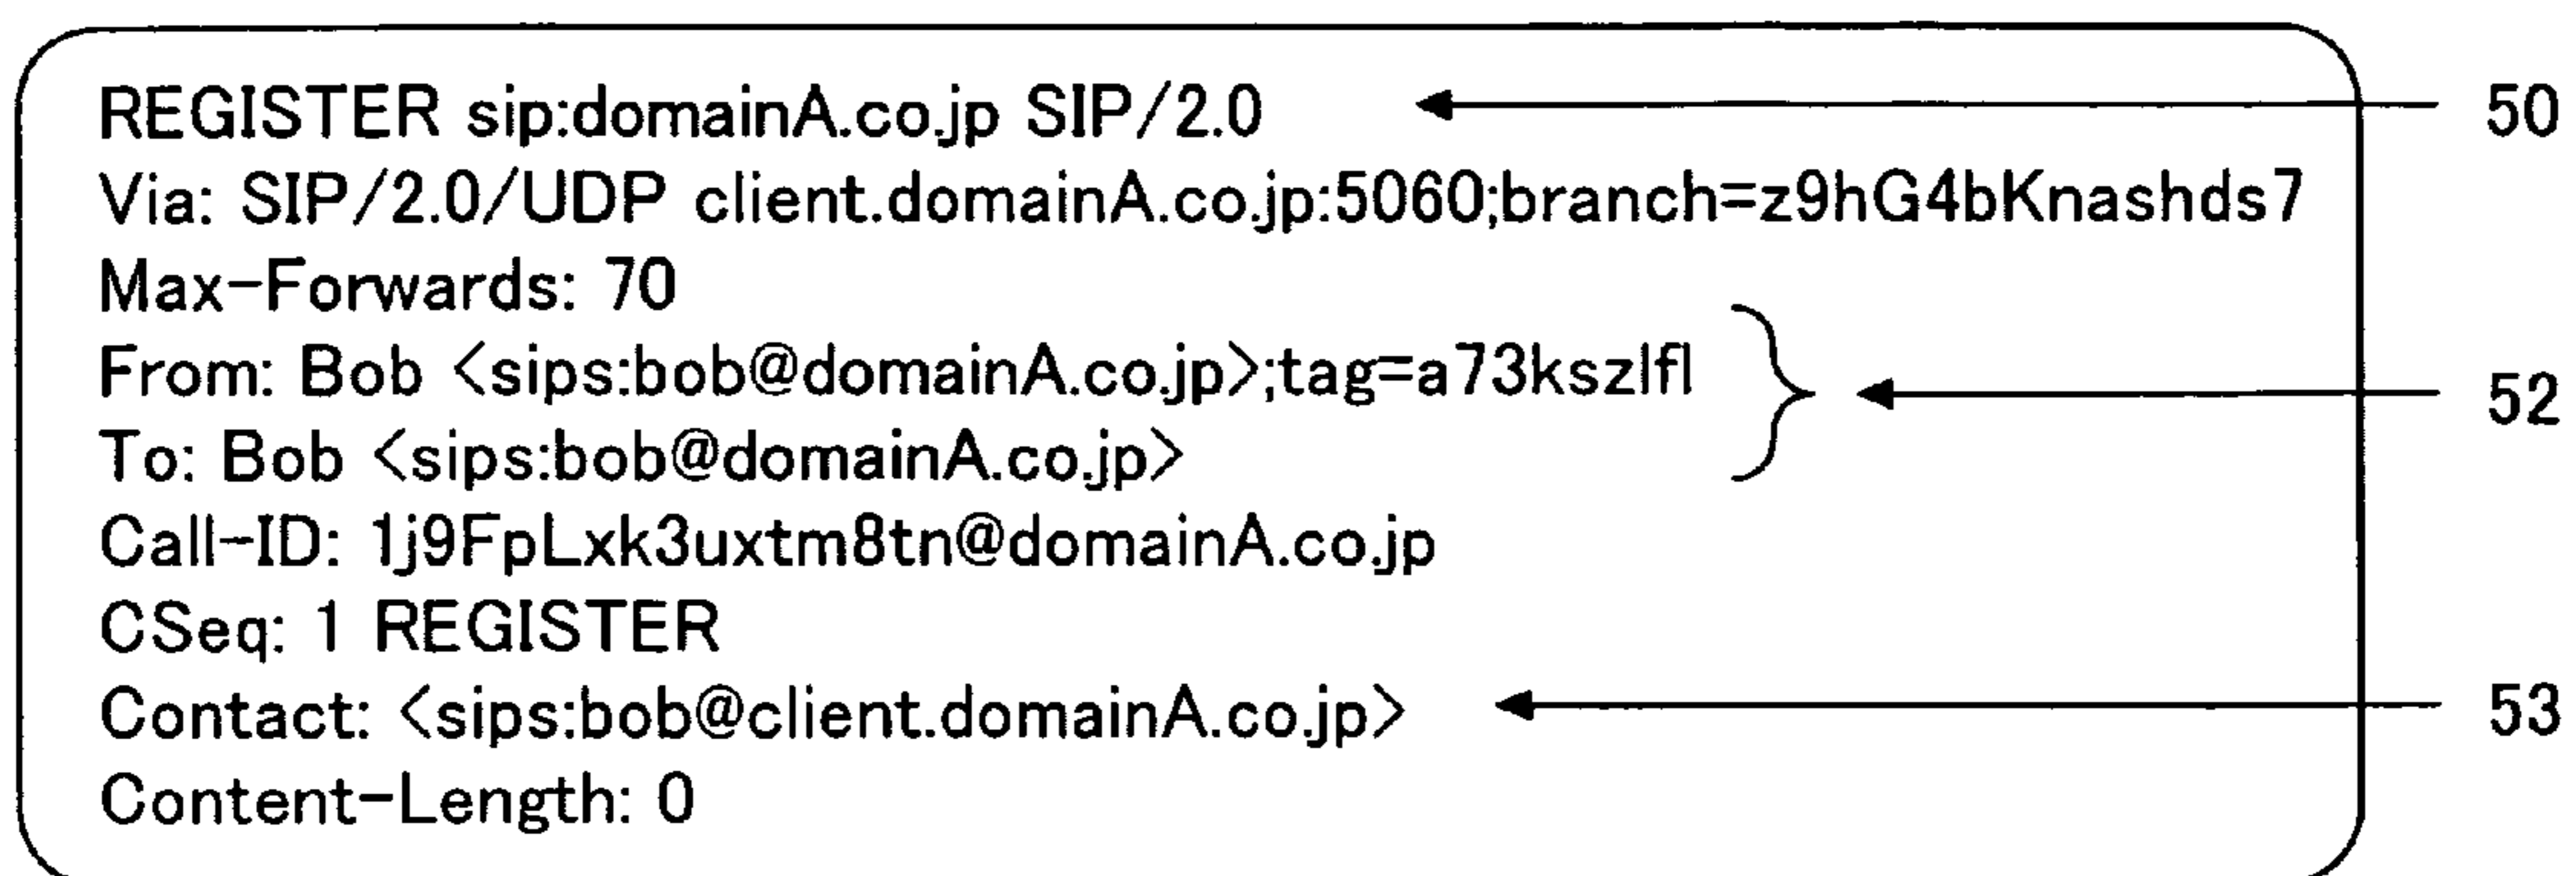 REGISTER sip:domainA.co.jp SIP/2.0
50
Via: SIP/2.0/UDP client.domainA.co.jp:5060;branch=z9hG4bKnashds7
Max-Forwards: 70
From: Bob <sips:bob@domainA.co.jp>;tag=a73kszlfl
52
To: Bob <sips:bob@domainA.co.jp>
Call-ID: 1j9FpLxk3uxtm8tn@domainA.co.jp
CSeq: 1 REGISTER
Contact: <sips:bob@client.domainA.co.jp>
53
Content-Length: 0